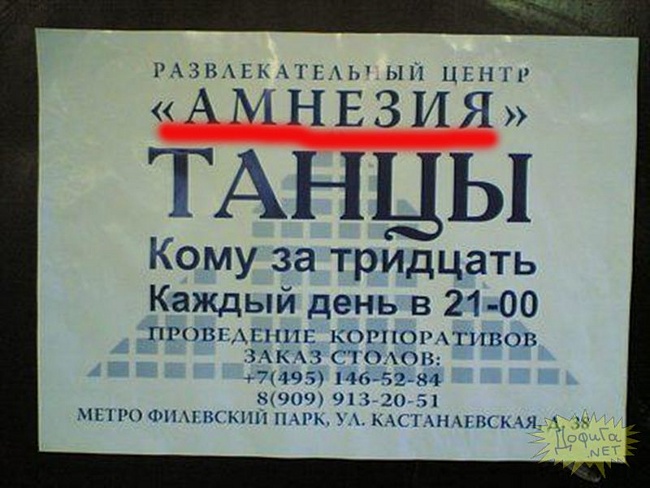 РАЗВЛЕКАТЕЛЬНЫЙ ЦЕНТР
«АМНЕЗИЯ»
ТАНЦЫ
Кому за тридцать
Каждый день в 21-00
ПРОВЕДЕНИЕ КОРПОРАТИВОВ
ЗАКАЗ СТОЛОВ:
+7(495) 146-52-84
8(909) 913-20-51
МЕТРО ФИЛЕВСКИЙ ПАРК, УЛ. КАСТАНАЕВСКАЯ, Д. 38
ДофиГа
.NET